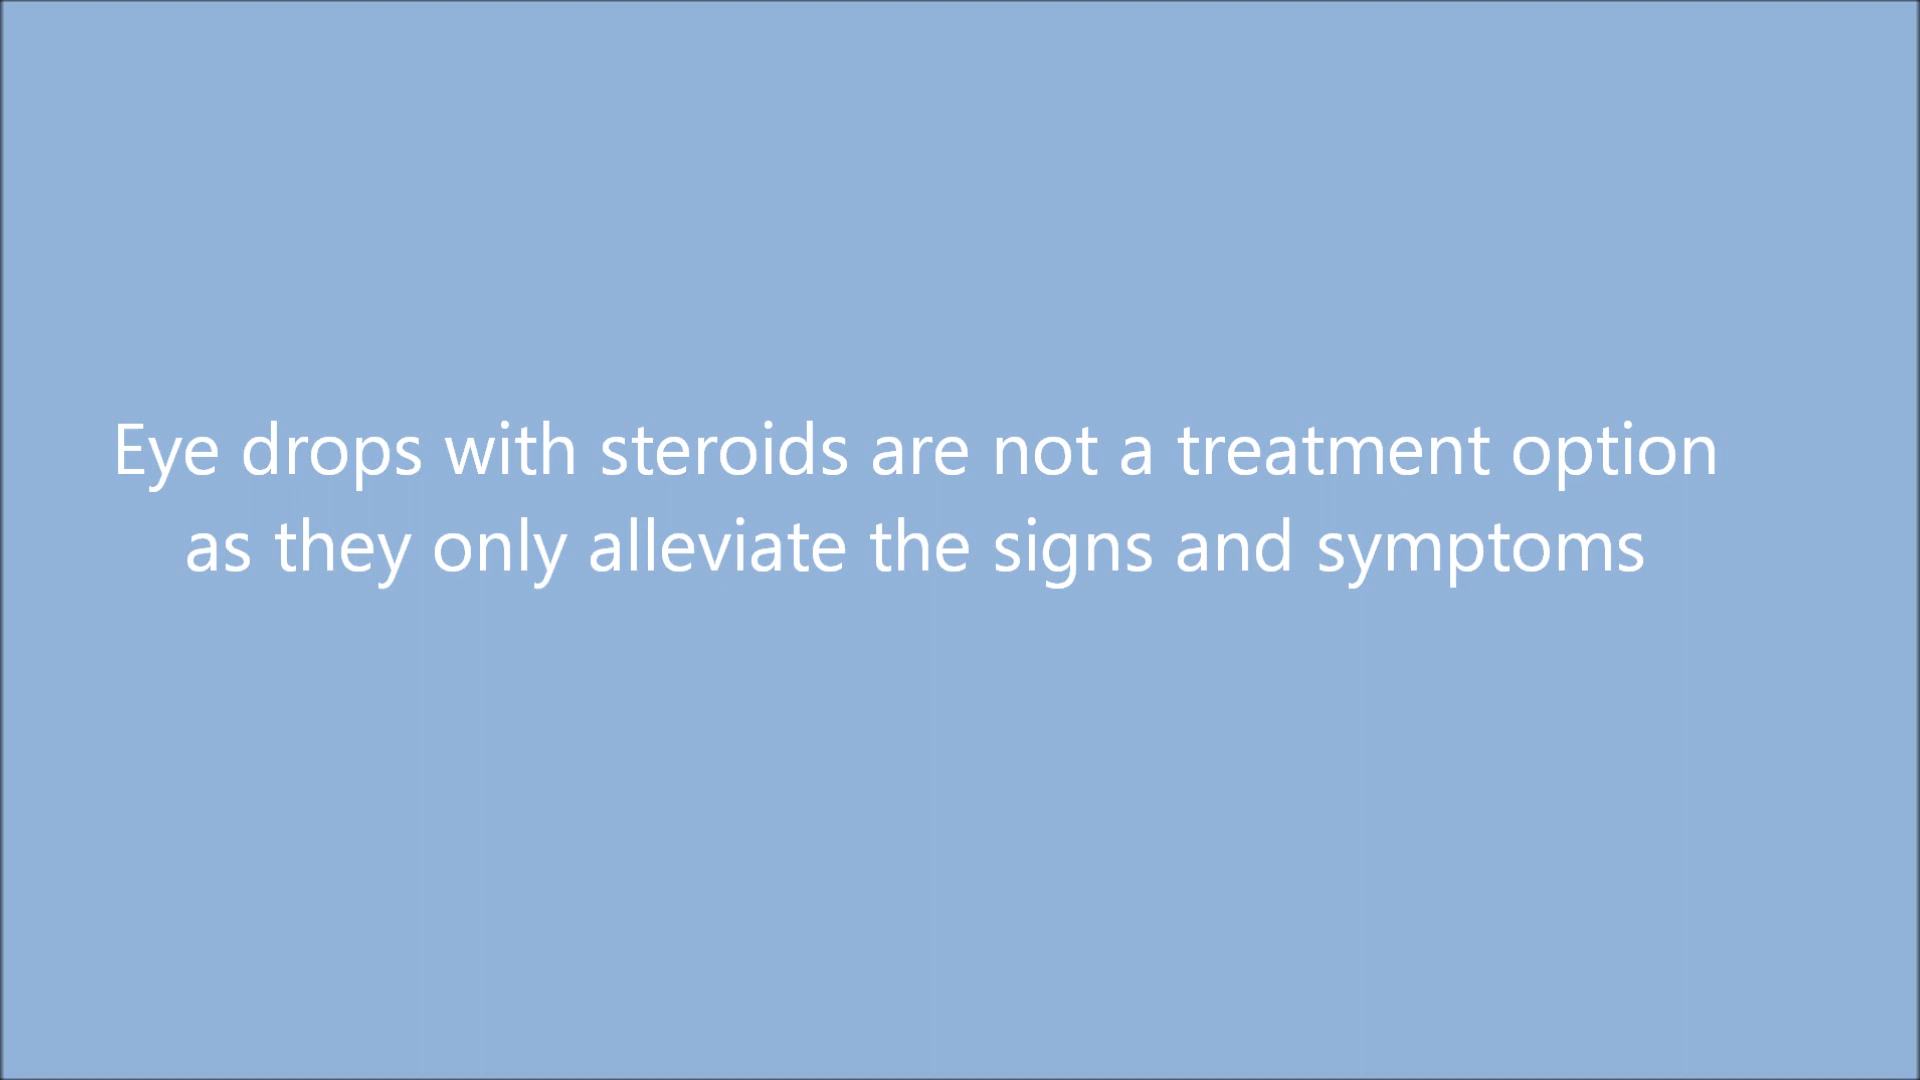 Eye drops with steroids are not a treatment option
as they only alleviate the signs and symptoms